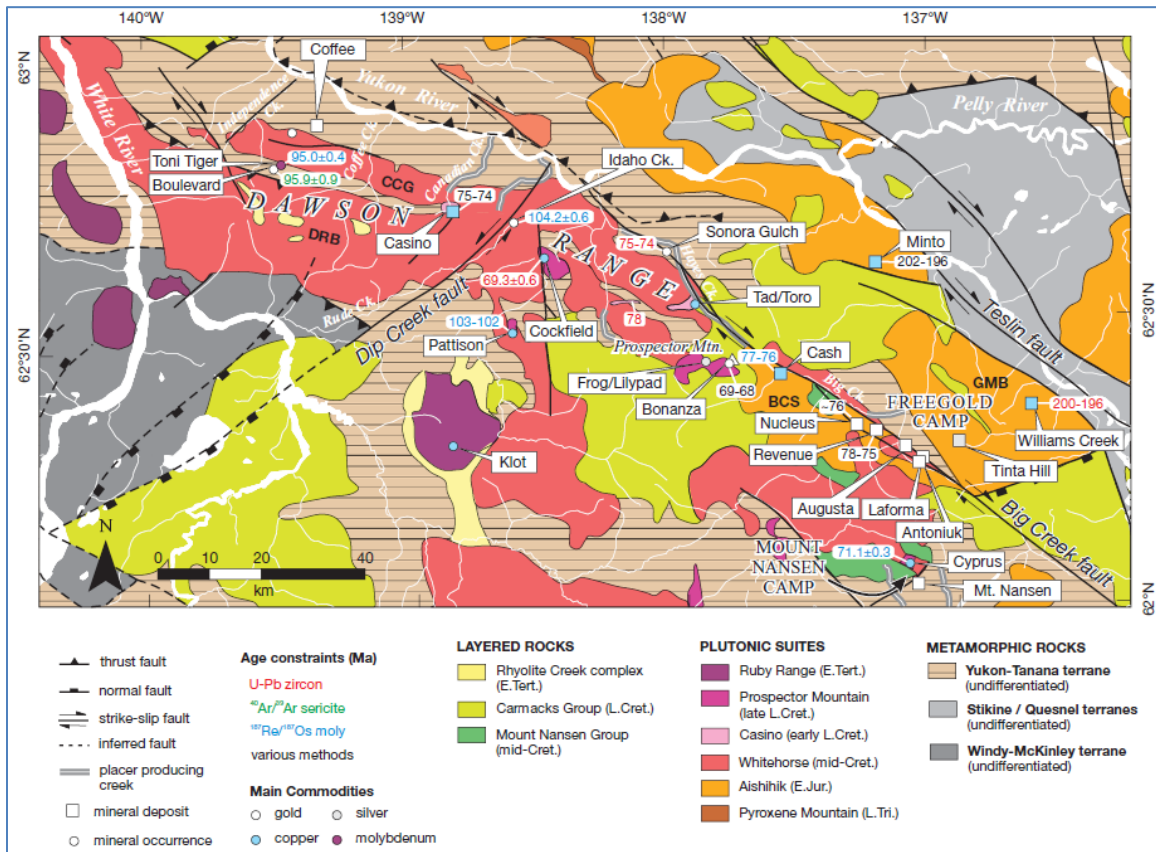 140°W
139°W
138°W
137°W
63°N
62°30'N
62°N
62°30'N
62°N
Coffee
White River
Independence
Ck.
Yukon River
Pelly River
Toni Tiger
95.0±0.4
Coffee Ck.
Canadian Ck.
Idaho Ck.
Boulevard
95.9±0.9
CCG
75-74
DAWSON
104.2±0.6
DRB
Casino
RANGE
75-74
Sonora Gulch
Minto
202-196
69.3±0.6
Hayes Ck.
Tad/Toro
Teslin fault
Rude Ck.
Dip Creek fault
103-102
78
Cockfield
Pattison
Prospector Mtn.
77-76
Cash
Frog/Lilypad
69-68
Big Ck.
GMB
Bonanza
BCS
~76
FREEGOLD
CAMP
200-196
Nucleus
Williams Creek
Klot
Revenue
78-75
Tinta Hill
Augusta
Laforma
Antoniuk
Big Creek fault
N
0 10 20 40
km
MOUNT
NANSEN
CAMP
71.1±0.3
Cyprus
Mt. Nansen
thrust fault
normal fault
strike-slip fault
inferred fault
placer producing
creek
mineral deposit
mineral occurrence
Age constraints (Ma)
U-Pb zircon
⁴⁰Ar/³⁹Ar sericite
¹⁸⁷Re/¹⁸⁷Os moly
various methods
Main Commodities
gold
silver
copper
molybdenum
LAYERED ROCKS
Rhyolite Creek complex
(E.Tert.)
Carmacks Group (L.Cret.)
Mount Nansen Group
(mid-Cret.)
PLUTONIC SUITES
Ruby Range (E.Tert.)
Prospector Mountain
(late L.Cret.)
Casino (early L.Cret.)
Whitehorse (mid-Cret.)
Aishihik (E.Jur.)
Pyroxene Mountain (L.Tri.)
METAMORPHIC ROCKS
Yukon-Tanana terrane
(undifferentiated)
Stikine / Quesnel terranes
(undifferentiated)
Windy-McKinley terrane
(undifferentiated)